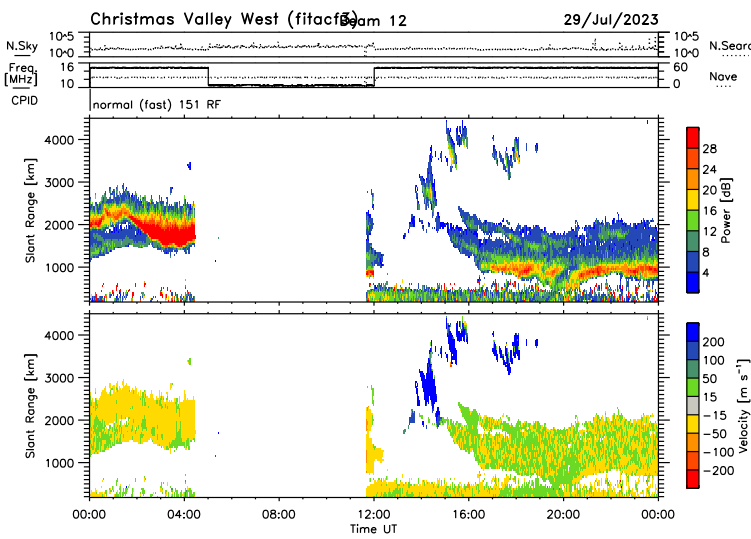 Christmas Valley West (fitacf3) Beam 12 29/Jul/2023
N.Sky 10^5 10^0 10^5 10^0 N.Searc
Freq. [MHz] 16 10 60 0 Nave
CPID normal (fast) 151 RF
Slant Range [km] 4000 3000 2000 1000
28 24 20 16 12 8 4 Power [dB]
Slant Range [km] 4000 3000 2000 1000
200 100 50 15 -15 -50 -100 -200 Velocity [m s⁻¹]
00:00 04:00 08:00 12:00 16:00 20:00 00:00
Time UT